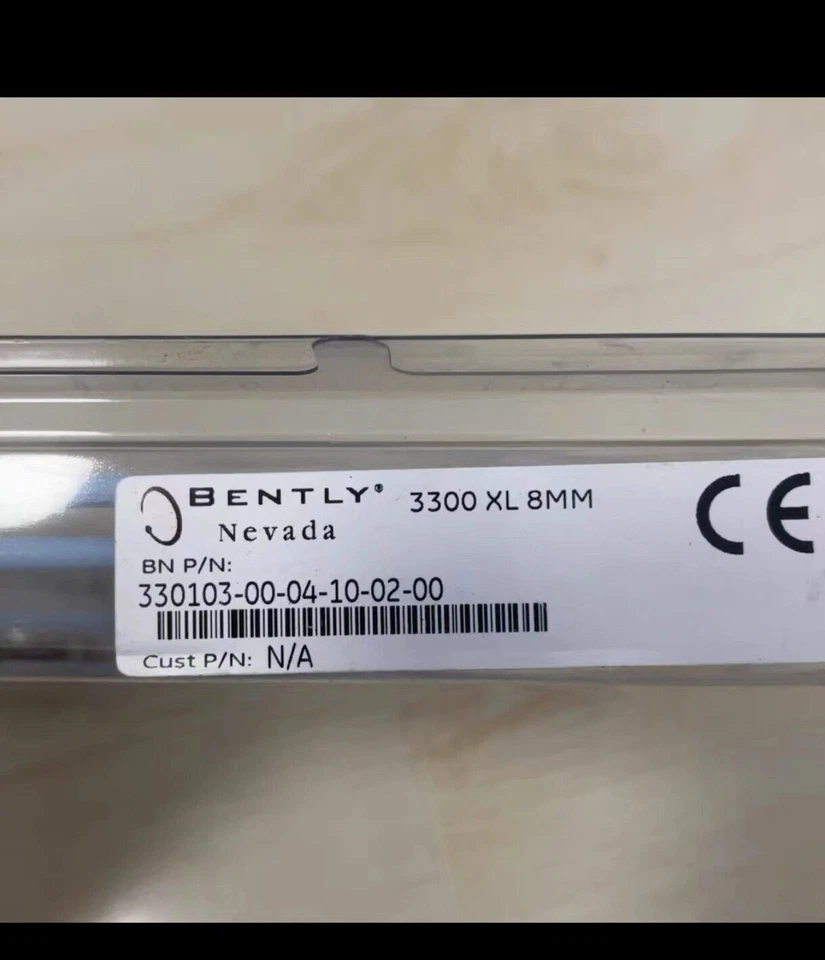 BENTLY® 3300 XL 8MM
Nevada
CE
BN P/N:
330103-00-04-10-02-00
Cust P/N: N/A